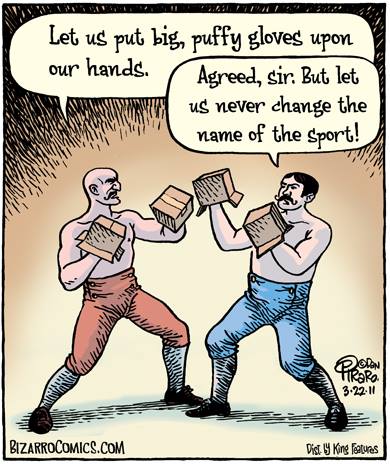 Let us put big, puffy gloves upon
our hands.
Agreed, sir. But let
us never change the
name of the sport!
©Dan
Piraro.
3·22·11
BizarroComics.com
Dist. by King Features